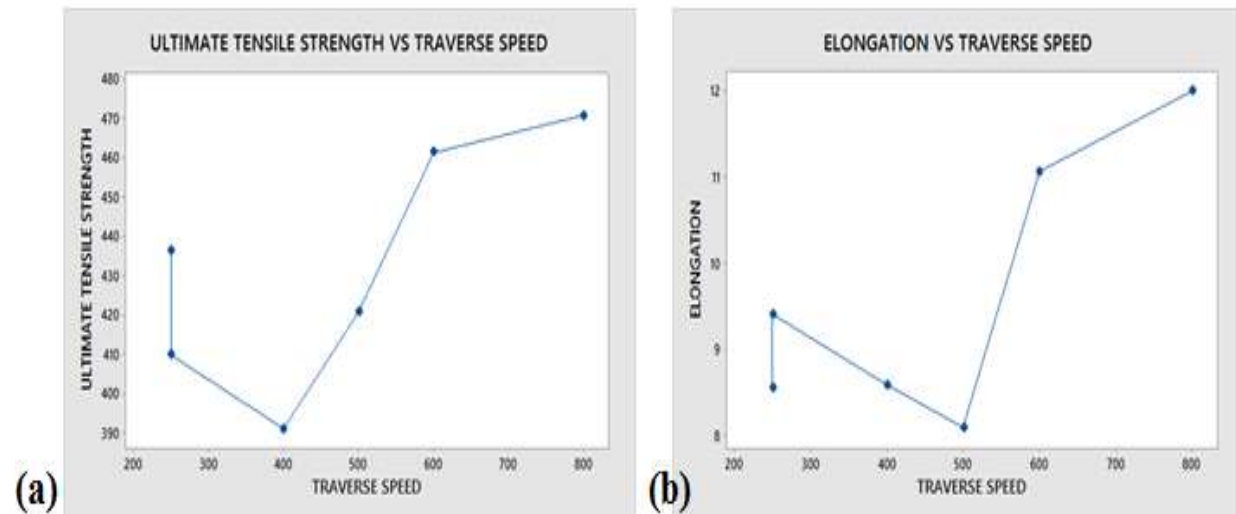 ULTIMATE TENSILE STRENGTH VS TRAVERSE SPEED
480
470
460
450
440
430
420
410
400
390
ULTIMATE TENSILE STRENGTH
200 300 400 500 600 700 800
TRAVERSE SPEED
(a)
ELONGATION VS TRAVERSE SPEED
12
11
10
9
8
ELONGATION
200 300 400 500 600 700 800
TRAVERSE SPEED
(b)